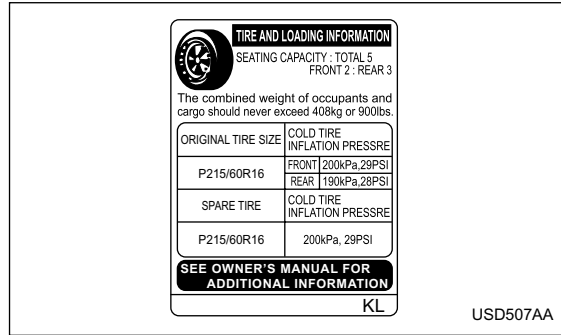 TIRE AND LOADING INFORMATION
SEATING CAPACITY : TOTAL 5
FRONT 2 : REAR 3
The combined weight of occupants and
cargo should never exceed 408kg or 900lbs.
ORIGINAL TIRE SIZE
COLD TIRE
INFLATION PRESSRE
P215/60R16
FRONT 200kPa,29PSI
REAR 190kPa,28PSI
SPARE TIRE
COLD TIRE
INFLATION PRESSRE
P215/60R16
200kPa, 29PSI
SEE OWNER'S MANUAL FOR
ADDITIONAL INFORMATION
KL
USD507AA